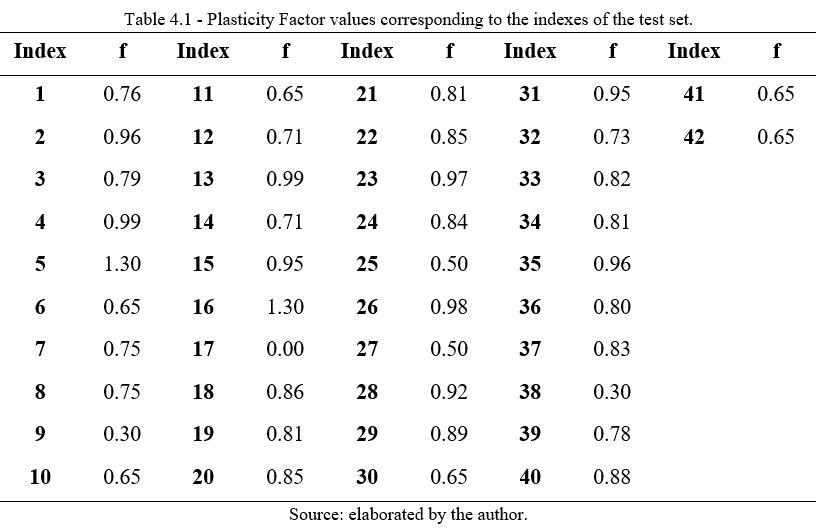 Table 4.1 - Plasticity Factor values corresponding to the indexes of the test set.
Index f Index f Index f Index f Index f
1 0.76 11 0.65 21 0.81 31 0.95 41 0.65
2 0.96 12 0.71 22 0.85 32 0.73 42 0.65
3 0.79 13 0.99 23 0.97 33 0.82
4 0.99 14 0.71 24 0.84 34 0.81
5 1.30 15 0.95 25 0.50 35 0.96
6 0.65 16 1.30 26 0.98 36 0.80
7 0.75 17 0.00 27 0.50 37 0.83
8 0.75 18 0.86 28 0.92 38 0.30
9 0.30 19 0.81 29 0.89 39 0.78
10 0.65 20 0.85 30 0.65 40 0.88
Source: elaborated by the author.